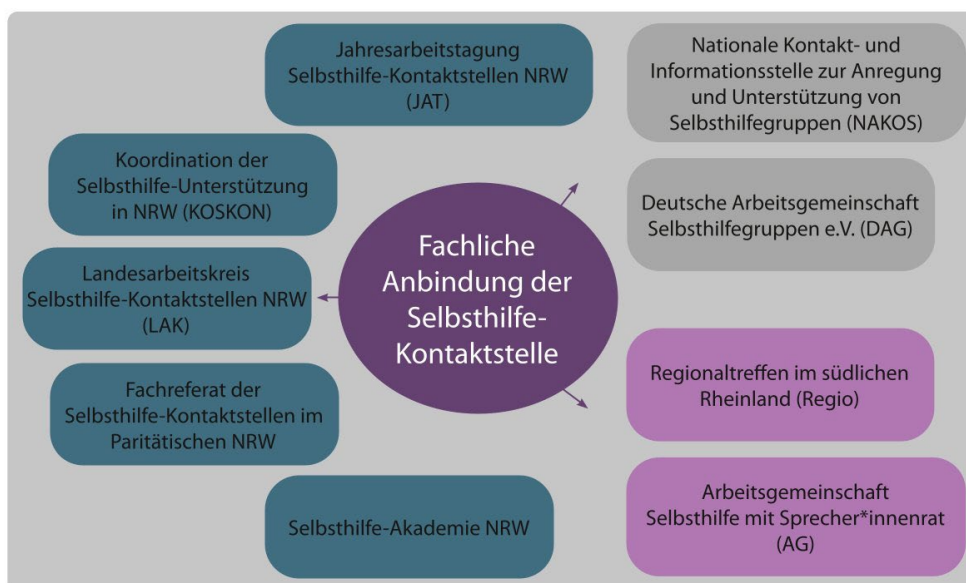 Jahresarbeitstagung
Selbsthilfe-Kontaktstellen NRW
(JAT)
Nationale Kontakt- und
Informationsstelle zur Anregung
und Unterstützung von
Selbsthilfegruppen (NAKOS)
Koordination der
Selbsthilfe-Unterstützung
in NRW (KOSKON)
Deutsche Arbeitsgemeinschaft
Selbsthilfegruppen e.V. (DAG)
Fachliche
Anbindung der
Selbsthilfe-
Kontaktstelle
Landesarbeitskreis
Selbsthilfe-Kontaktstellen NRW
(LAK)
Regionaltreffen im südlichen
Rheinland (Regio)
Fachreferat der
Selbsthilfe-Kontaktstellen im
Paritätischen NRW
Arbeitsgemeinschaft
Selbsthilfe mit Sprecher*innenrat
(AG)
Selbsthilfe-Akademie NRW